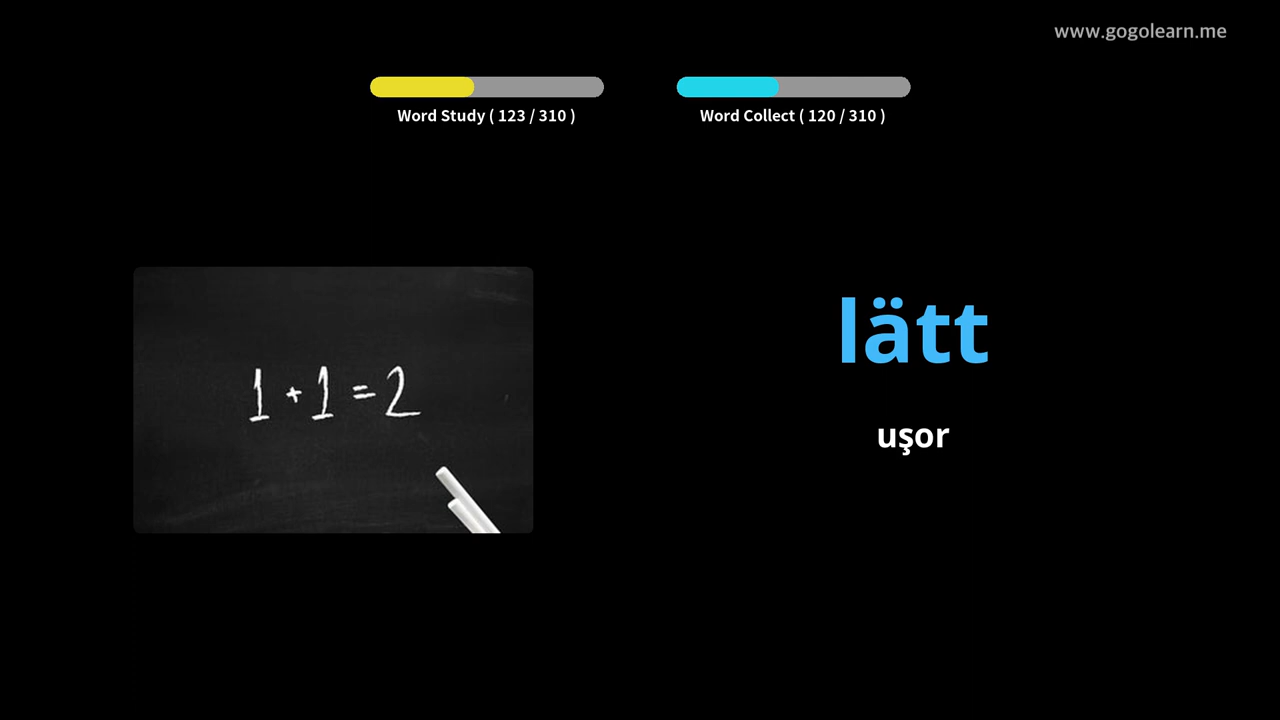 www.gogolearn.me
Word Study ( 123 / 310 )
Word Collect ( 120 / 310 )
1 + 1 = 2
lätt
uşor